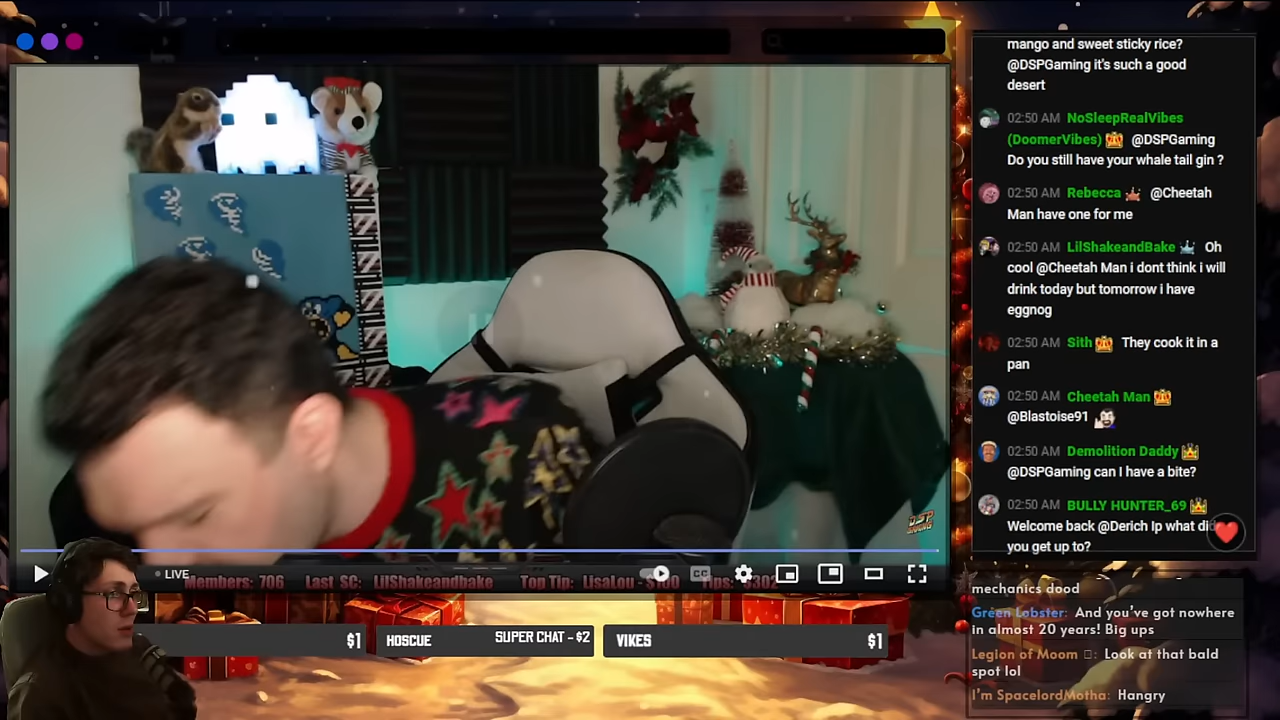 mango and sweet sticky rice?
@DSPGaming it's such a good
desert
02:50 AM NoSleepRealVibes
(DoomerVibes) @DSPGaming
Do you still have your whale tail gin ?
02:50 AM Rebecca @Cheetah
Man have one for me
02:50 AM LilShakeandBake Oh
cool @Cheetah Man i dont think i will
drink today but tomorrow i have
eggnog
02:50 AM Sith They cook it in a
pan
02:50 AM Cheetah Man
@Blastoise91
02:50 AM Demolition Daddy
@DSPGaming can I have a bite?
02:50 AM BULLY HUNTER_69
Welcome back @Derich Ip what did
you get up to?
LIVE
CC
Members: 706 Last SC: LilShakeandbake Top Tip: LisaLou - Tips:
$1
HOSCUE SUPER CHAT - $2
VIKES $1
mechanics dood
Green Lobster: And you've got nowhere
in almost 20 years! Big ups
Legion of Moom : Look at that bald
spot lol
I'm SpacelordMotha: Hangry